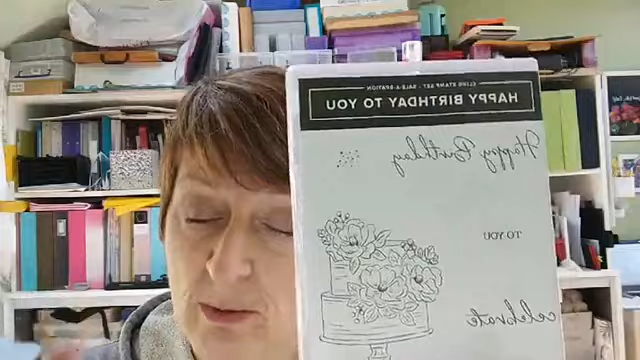 CLING STAMP SET • SALE-A-BRATION
HAPPY BIRTHDAY TO YOU
Happy Birthday
TO YOU
celebrate